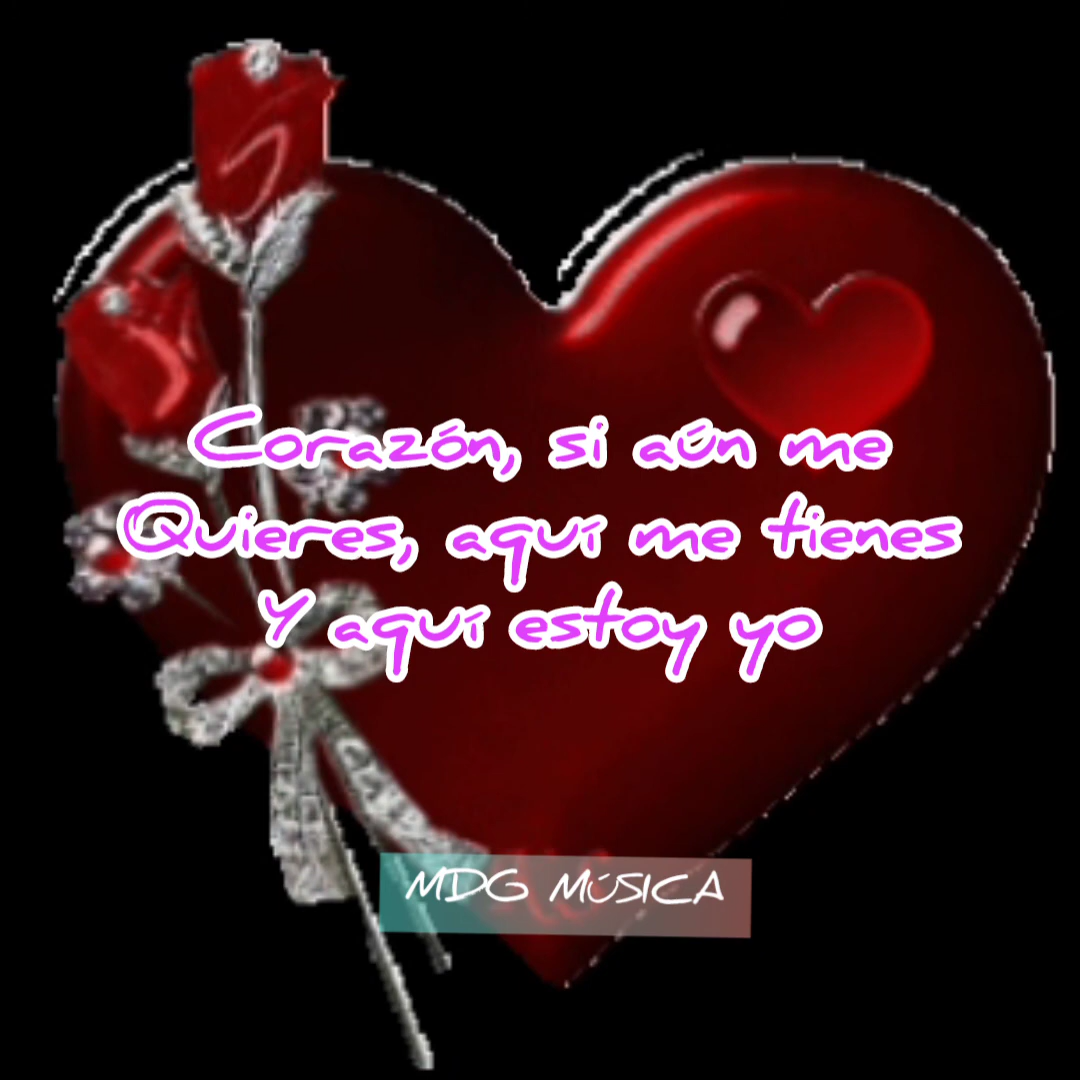 Corazón, si aún me
Quieres, aquí me tienes
Y aquí estoy yo
MDG MÚSICA